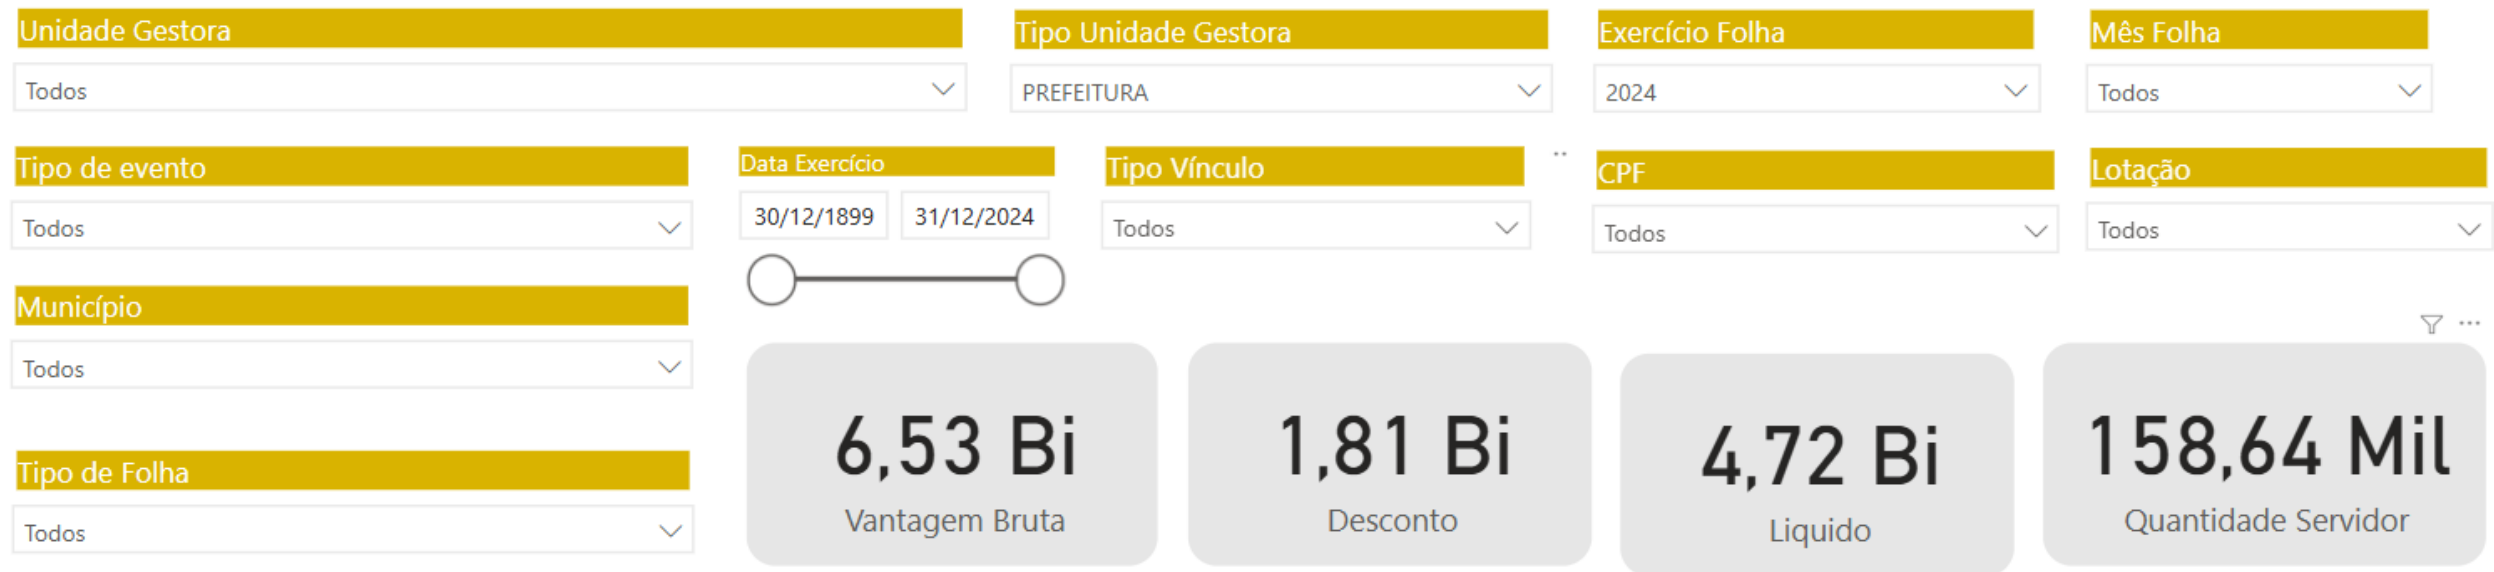 Unidade Gestora
Todos
Tipo Unidade Gestora
PREFEITURA
Exercício Folha
2024
Mês Folha
Todos
Tipo de evento
Todos
Data Exercício
30/12/1899
31/12/2024
Tipo Vínculo
Todos
CPF
Todos
Lotação
Todos
Município
Todos
Tipo de Folha
Todos
6,53 Bi
Vantagem Bruta
1,81 Bi
Desconto
4,72 Bi
Liquido
158,64 Mil
Quantidade Servidor